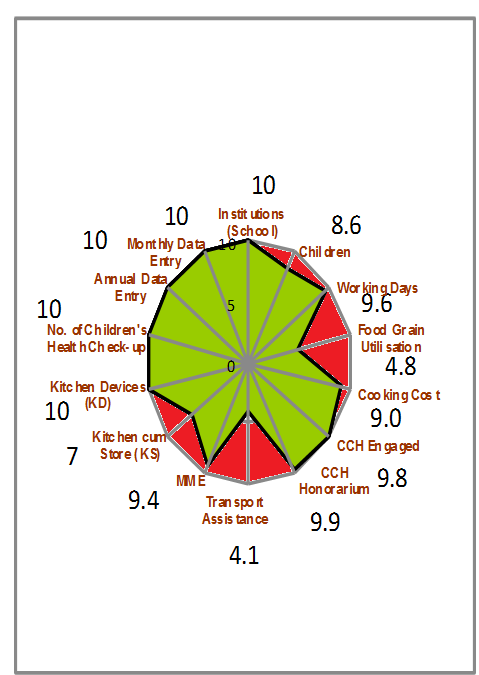 10
Institutions
(School)
8.6
Children
Working Days
9.6
Food Grain
Utilisation
4.8
Cooking Cost
9.0
CCH Engaged
9.8
CCH
Honorarium
9.9
Transport
Assistance
4.1
MME
9.4
Kitchen cum
Store (KS)
7
Kitchen Devices
(KD)
10
No. of Children's
Health Check-up
10
Annual Data
Entry
10
Monthly Data
Entry
10
10
5
0